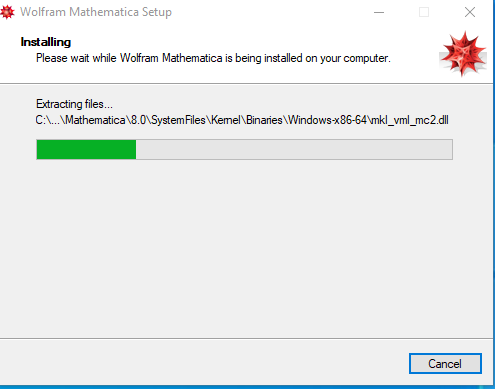 Wolfram Mathematica Setup
Installing
Please wait while Wolfram Mathematica is being installed on your computer.
Extracting files...
C:\...\Mathematica\8.0\SystemFiles\Kernel\Binaries\Windows-x86-64\mkl_vml_mc2.dll
Cancel